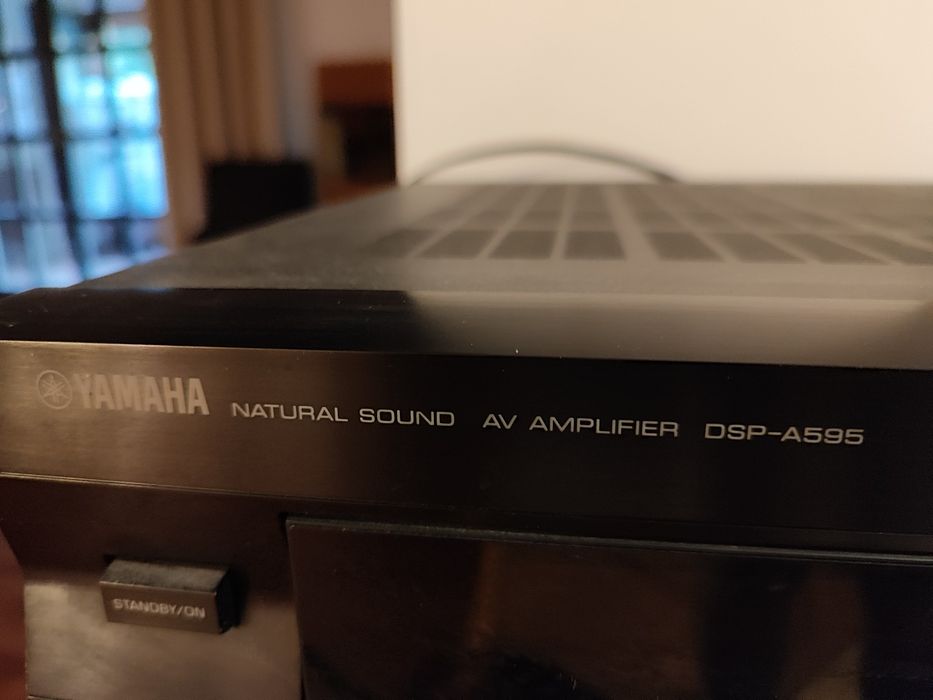 YAMAHA NATURAL SOUND AV AMPLIFIER DSP-A595
STANDBY/ON